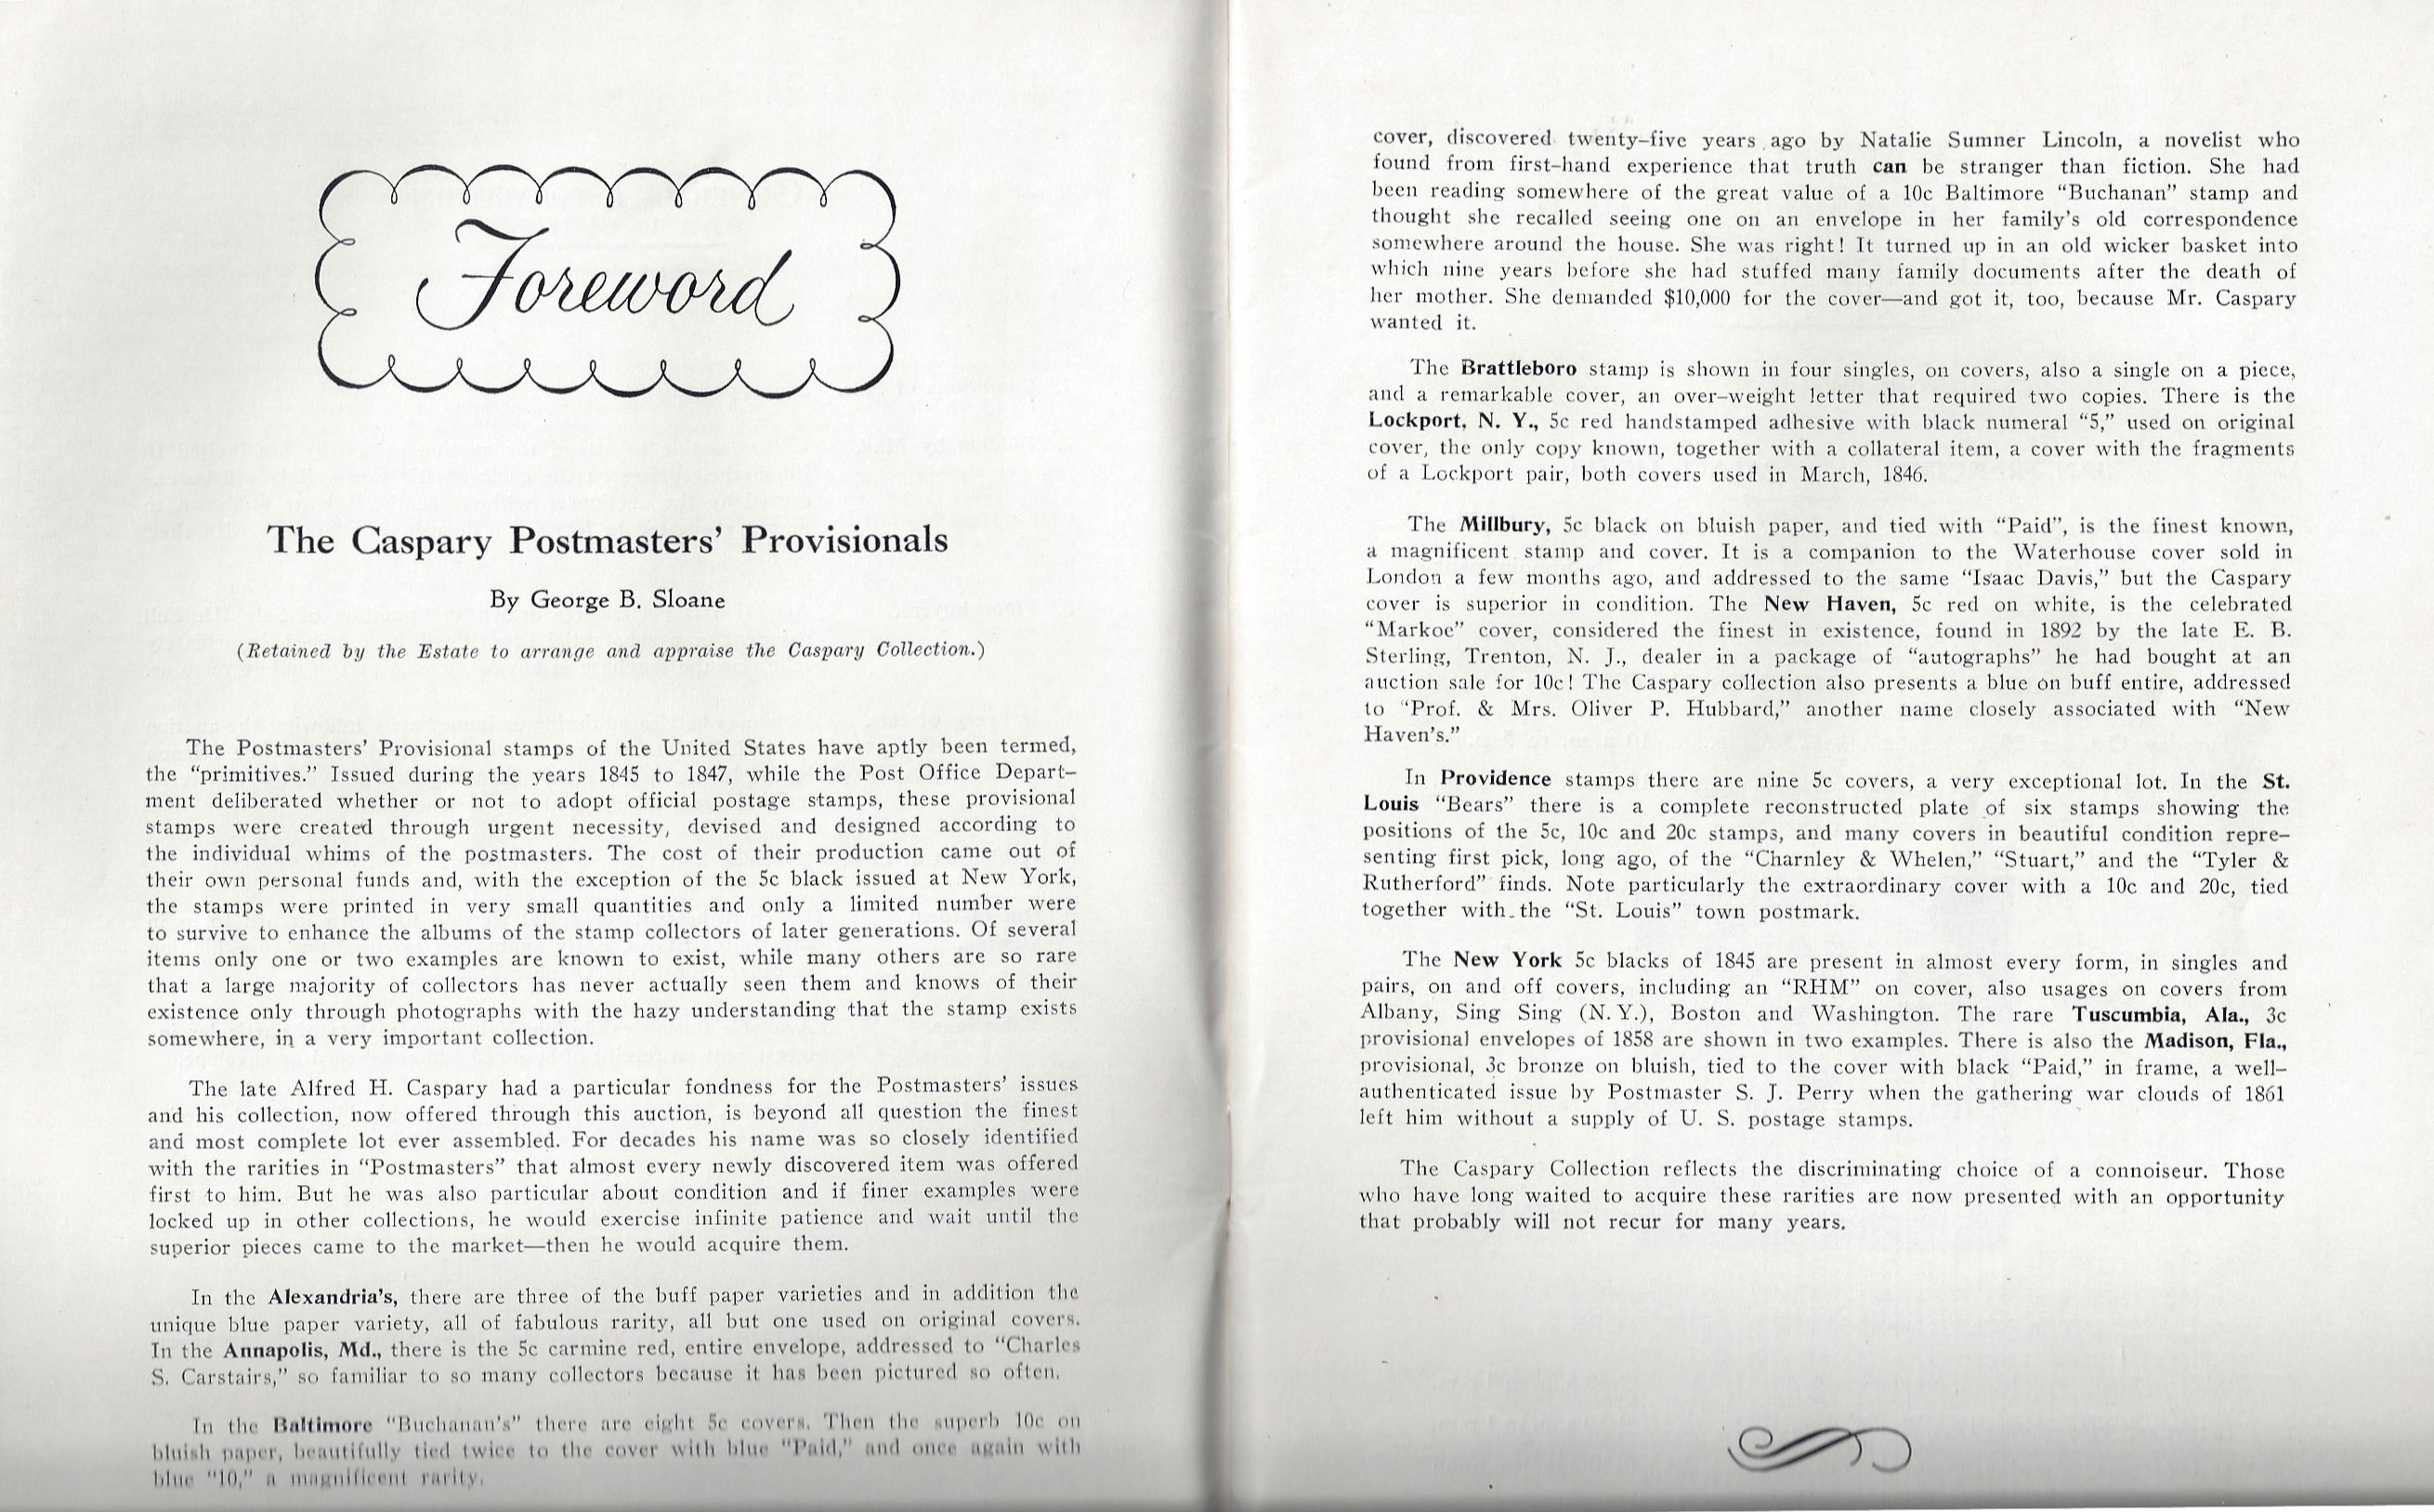 Foreword
The Caspary Postmasters' Provisionals
By George B. Sloane
(Retained by the Estate to arrange and appraise the Caspary Collection.)
The Postmasters' Provisional stamps of the United States have aptly been termed,
the “primitives.” Issued during the years 1845 to 1847, while the Post Office Depart-
ment deliberated whether or not to adopt official postage stamps, these provisional
stamps were created through urgent necessity, devised and designed according to
the individual whims of the postmasters. The cost of their production came out of
their own personal funds and, with the exception of the 5c black issued at New York,
the stamps were printed in very small quantities and only a limited number were
to survive to enhance the albums of the stamp collectors of later generations. Of several
items only one or two examples are known to exist, while many others are so rare
that a large majority of collectors has never actually seen them and knows of their
existence only through photographs with the hazy understanding that the stamp exists
somewhere, in a very important collection.
The late Alfred H. Caspary had a particular fondness for the Postmasters' issues
and his collection, now offered through this auction, is beyond all question the finest
and most complete lot ever assembled. For decades his name was so closely identified
with the rarities in “Postmasters” that almost every newly discovered item was offered
first to him. But he was also particular about condition and if finer examples were
locked up in other collections, he would exercise infinite patience and wait until the
superior pieces came to the market—then he would acquire them.
In the Alexandria's, there are three of the buff paper varieties and in addition the
unique blue paper variety, all of fabulous rarity, all but one used on original covers.
In the Annapolis, Md., there is the 5c carmine red, entire envelope, addressed to “Charles
S. Carstairs,” so familiar to so many collectors because it has been pictured so often.
In the Baltimore “Buchanan's” there are eight 5c covers. Then the superb 10c on
bluish paper, beautifully tied twice to the cover with blue “Paid,” and once again with
blue “10,” a magnificent rarity.
cover, discovered twenty-five years ago by Natalie Sumner Lincoln, a novelist who
found from first-hand experience that truth can be stranger than fiction. She had
been reading somewhere of the great value of a 10c Baltimore “Buchanan” stamp and
thought she recalled seeing one on an envelope in her family's old correspondence
somewhere around the house. She was right! It turned up in an old wicker basket into
which nine years before she had stuffed many family documents after the death of
her mother. She demanded $10,000 for the cover—and got it, too, because Mr. Caspary
wanted it.
The Brattleboro stamp is shown in four singles, on covers, also a single on a piece,
and a remarkable cover, an over-weight letter that required two copies. There is the
Lockport, N. Y., 5c red handstamped adhesive with black numeral “5,” used on original
cover, the only copy known, together with a collateral item, a cover with the fragments
of a Lockport pair, both covers used in March, 1846.
The Millbury, 5c black on bluish paper, and tied with “Paid”, is the finest known,
a magnificent stamp and cover. It is a companion to the Waterhouse cover sold in
London a few months ago, and addressed to the same “Isaac Davis,” but the Caspary
cover is superior in condition. The New Haven, 5c red on white, is the celebrated
“Markoe” cover, considered the finest in existence, found in 1892 by the late E. B.
Sterling, Trenton, N. J., dealer in a package of “autographs” he had bought at an
auction sale for 10c! The Caspary collection also presents a blue on buff entire, addressed
to “Prof. & Mrs. Oliver P. Hubbard,” another name closely associated with “New
Haven's.”
In Providence stamps there are nine 5c covers, a very exceptional lot. In the St.
Louis “Bears” there is a complete reconstructed plate of six stamps showing the
positions of the 5c, 10c and 20c stamps, and many covers in beautiful condition repre-
senting first pick, long ago, of the “Charnley & Whelen,” “Stuart,” and the “Tyler &
Rutherford” finds. Note particularly the extraordinary cover with a 10c and 20c, tied
together with the “St. Louis” town postmark.
The New York 5c blacks of 1845 are present in almost every form, in singles and
pairs, on and off covers, including an “RHM” on cover, also usages on covers from
Albany, Sing Sing (N. Y.), Boston and Washington. The rare Tuscumbia, Ala., 3c
provisional envelopes of 1858 are shown in two examples. There is also the Madison, Fla.,
provisional, 3c bronze on bluish, tied to the cover with black “Paid,” in frame, a well-
authenticated issue by Postmaster S. J. Perry when the gathering war clouds of 1861
left him without a supply of U. S. postage stamps.
The Caspary Collection reflects the discriminating choice of a connoiseur. Those
who have long waited to acquire these rarities are now presented with an opportunity
that probably will not recur for many years.